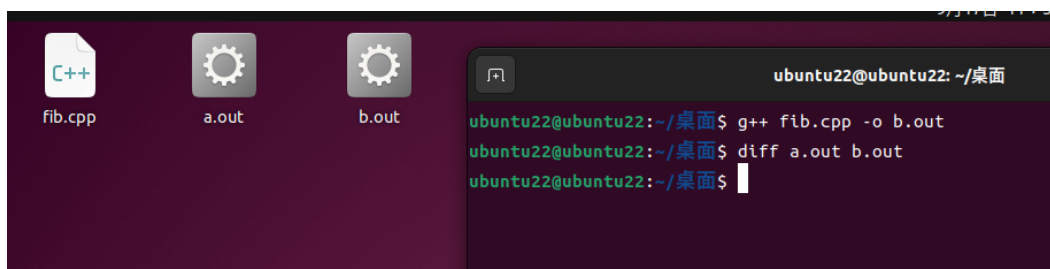 C++
fib.cpp
a.out
b.out
ubuntu22@ubuntu22: ~/桌面
ubuntu22@ubuntu22:~/桌面$ g++ fib.cpp -o b.out
ubuntu22@ubuntu22:~/桌面$ diff a.out b.out
ubuntu22@ubuntu22:~/桌面$